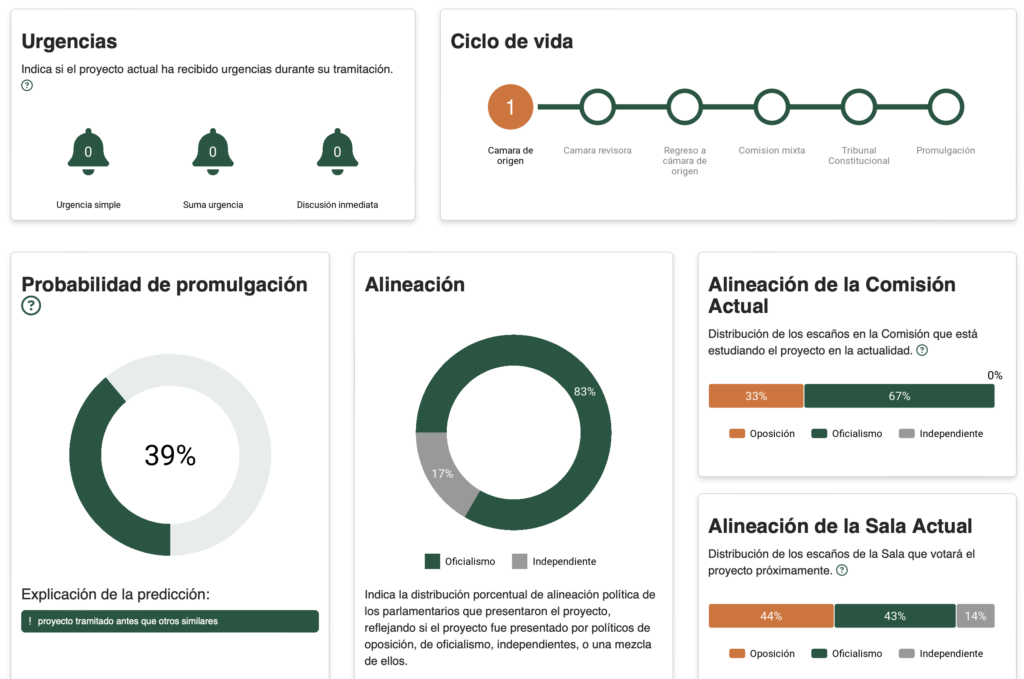 Urgencias
Indica si el proyecto actual ha recibido urgencias durante su tramitación.
?
0
0
0
Urgencia simple
Suma urgencia
Discusión inmediata
Ciclo de vida
1
Camara de
origen
Camara revisora
Regreso a
cámara de
origen
Comision mixta
Tribunal
Constitucional
Promulgación
Probabilidad de promulgación
?
39%
Explicación de la predicción:
! proyecto tramitado antes que otros similares
Alineación
83%
17%
Oficialismo
Independiente
Indica la distribución porcentual de alineación política de
los parlamentarios que presentaron el proyecto,
reflejando si el proyecto fue presentado por políticos de
oposición, de oficialismo, independientes, o una mezcla
de ellos.
Alineación de la Comisión
Actual
Distribución de los escaños en la Comisión que está
estudiando el proyecto en la actualidad. ?
0%
33%
67%
Oposición
Oficialismo
Independiente
Alineación de la Sala Actual
Distribución de los escaños de la Sala que votará el
proyecto próximamente. ?
44%
43%
14%
Oposición
Oficialismo
Independiente